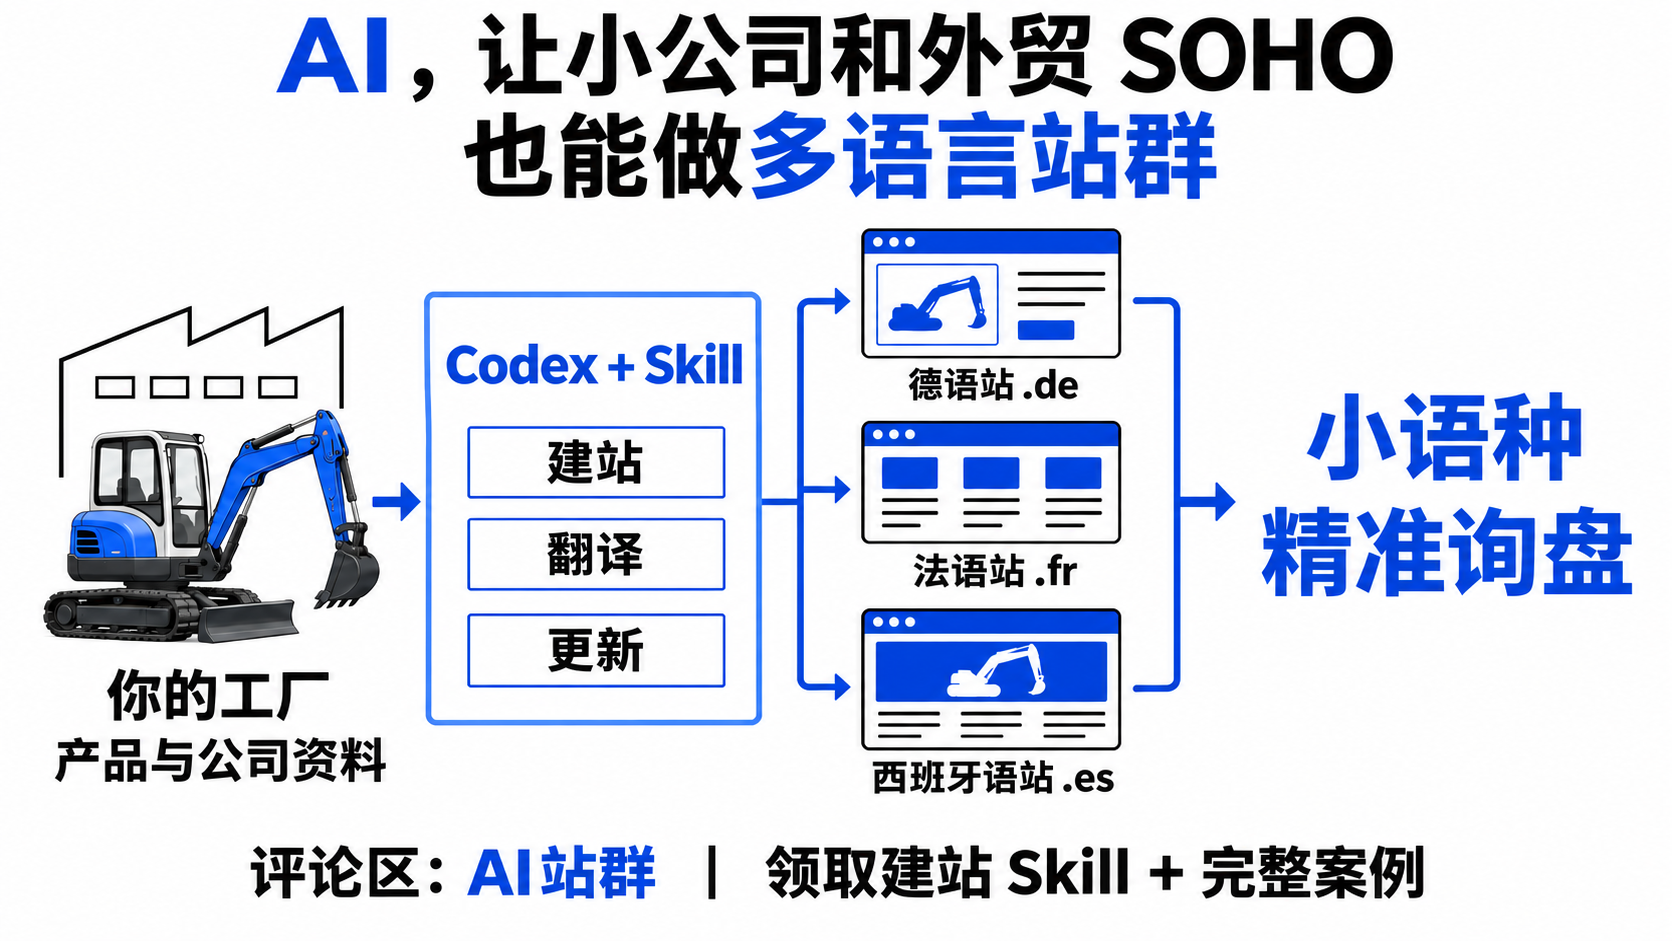 AI，让小公司和外贸 SOHO
也能做多语言站群
Codex + Skill
建站
翻译
更新
你的工厂
产品与公司资料
德语站 .de
法语站 .fr
西班牙语站 .es
小语种
精准询盘
评论区：AI站群 | 领取建站 Skill + 完整案例